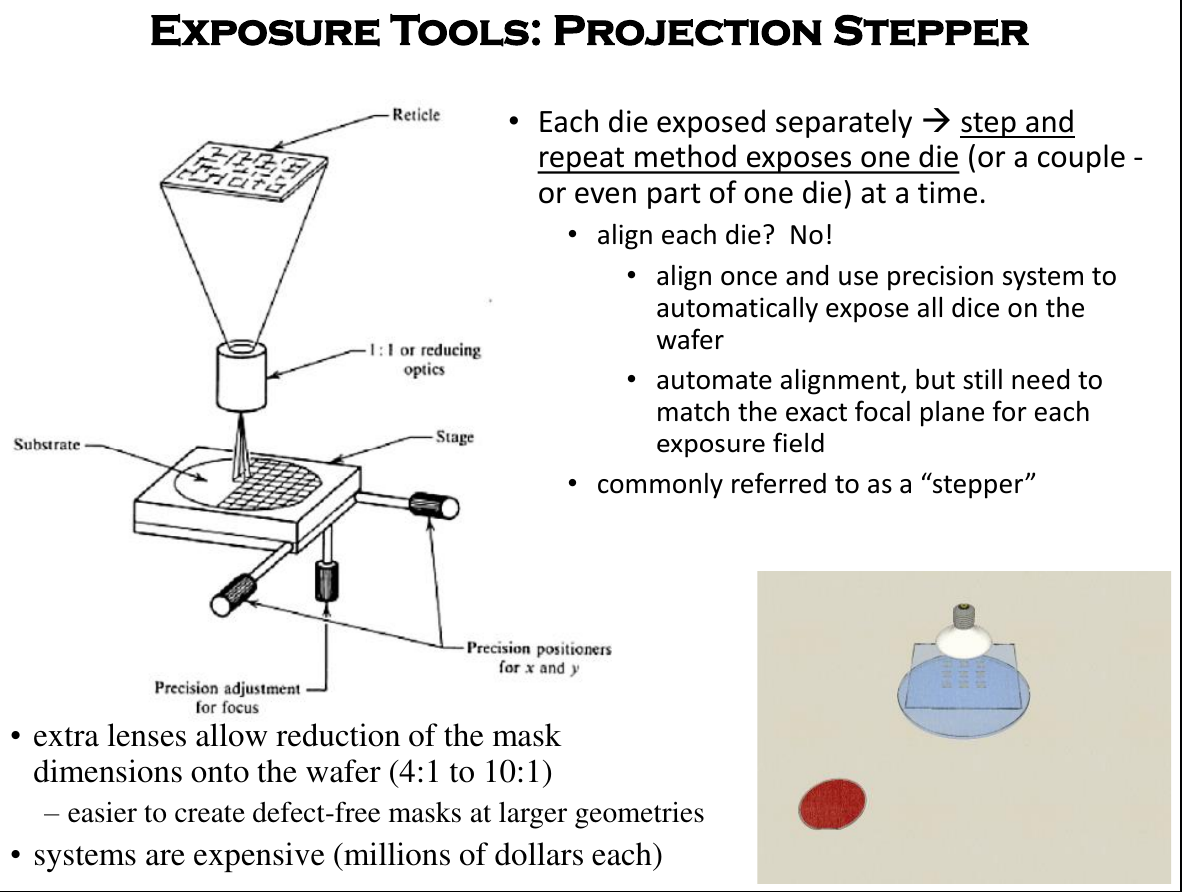 EXPOSURE TOOLS: PROJECTION STEPPER
Reticle
1:1 or reducing
optics
Substrate
Stage
Precision positioners
for x and y
Precision adjustment
for focus
• Each die exposed separately → step and
repeat method exposes one die (or a couple -
or even part of one die) at a time.
• align each die? No!
• align once and use precision system to
automatically expose all dice on the
wafer
• automate alignment, but still need to
match the exact focal plane for each
exposure field
• commonly referred to as a “stepper”
• extra lenses allow reduction of the mask
dimensions onto the wafer (4:1 to 10:1)
– easier to create defect-free masks at larger geometries
• systems are expensive (millions of dollars each)